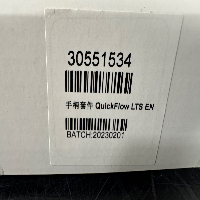 30551534
手柄套件 QuickFlow LTS EN
BATCH:20230201